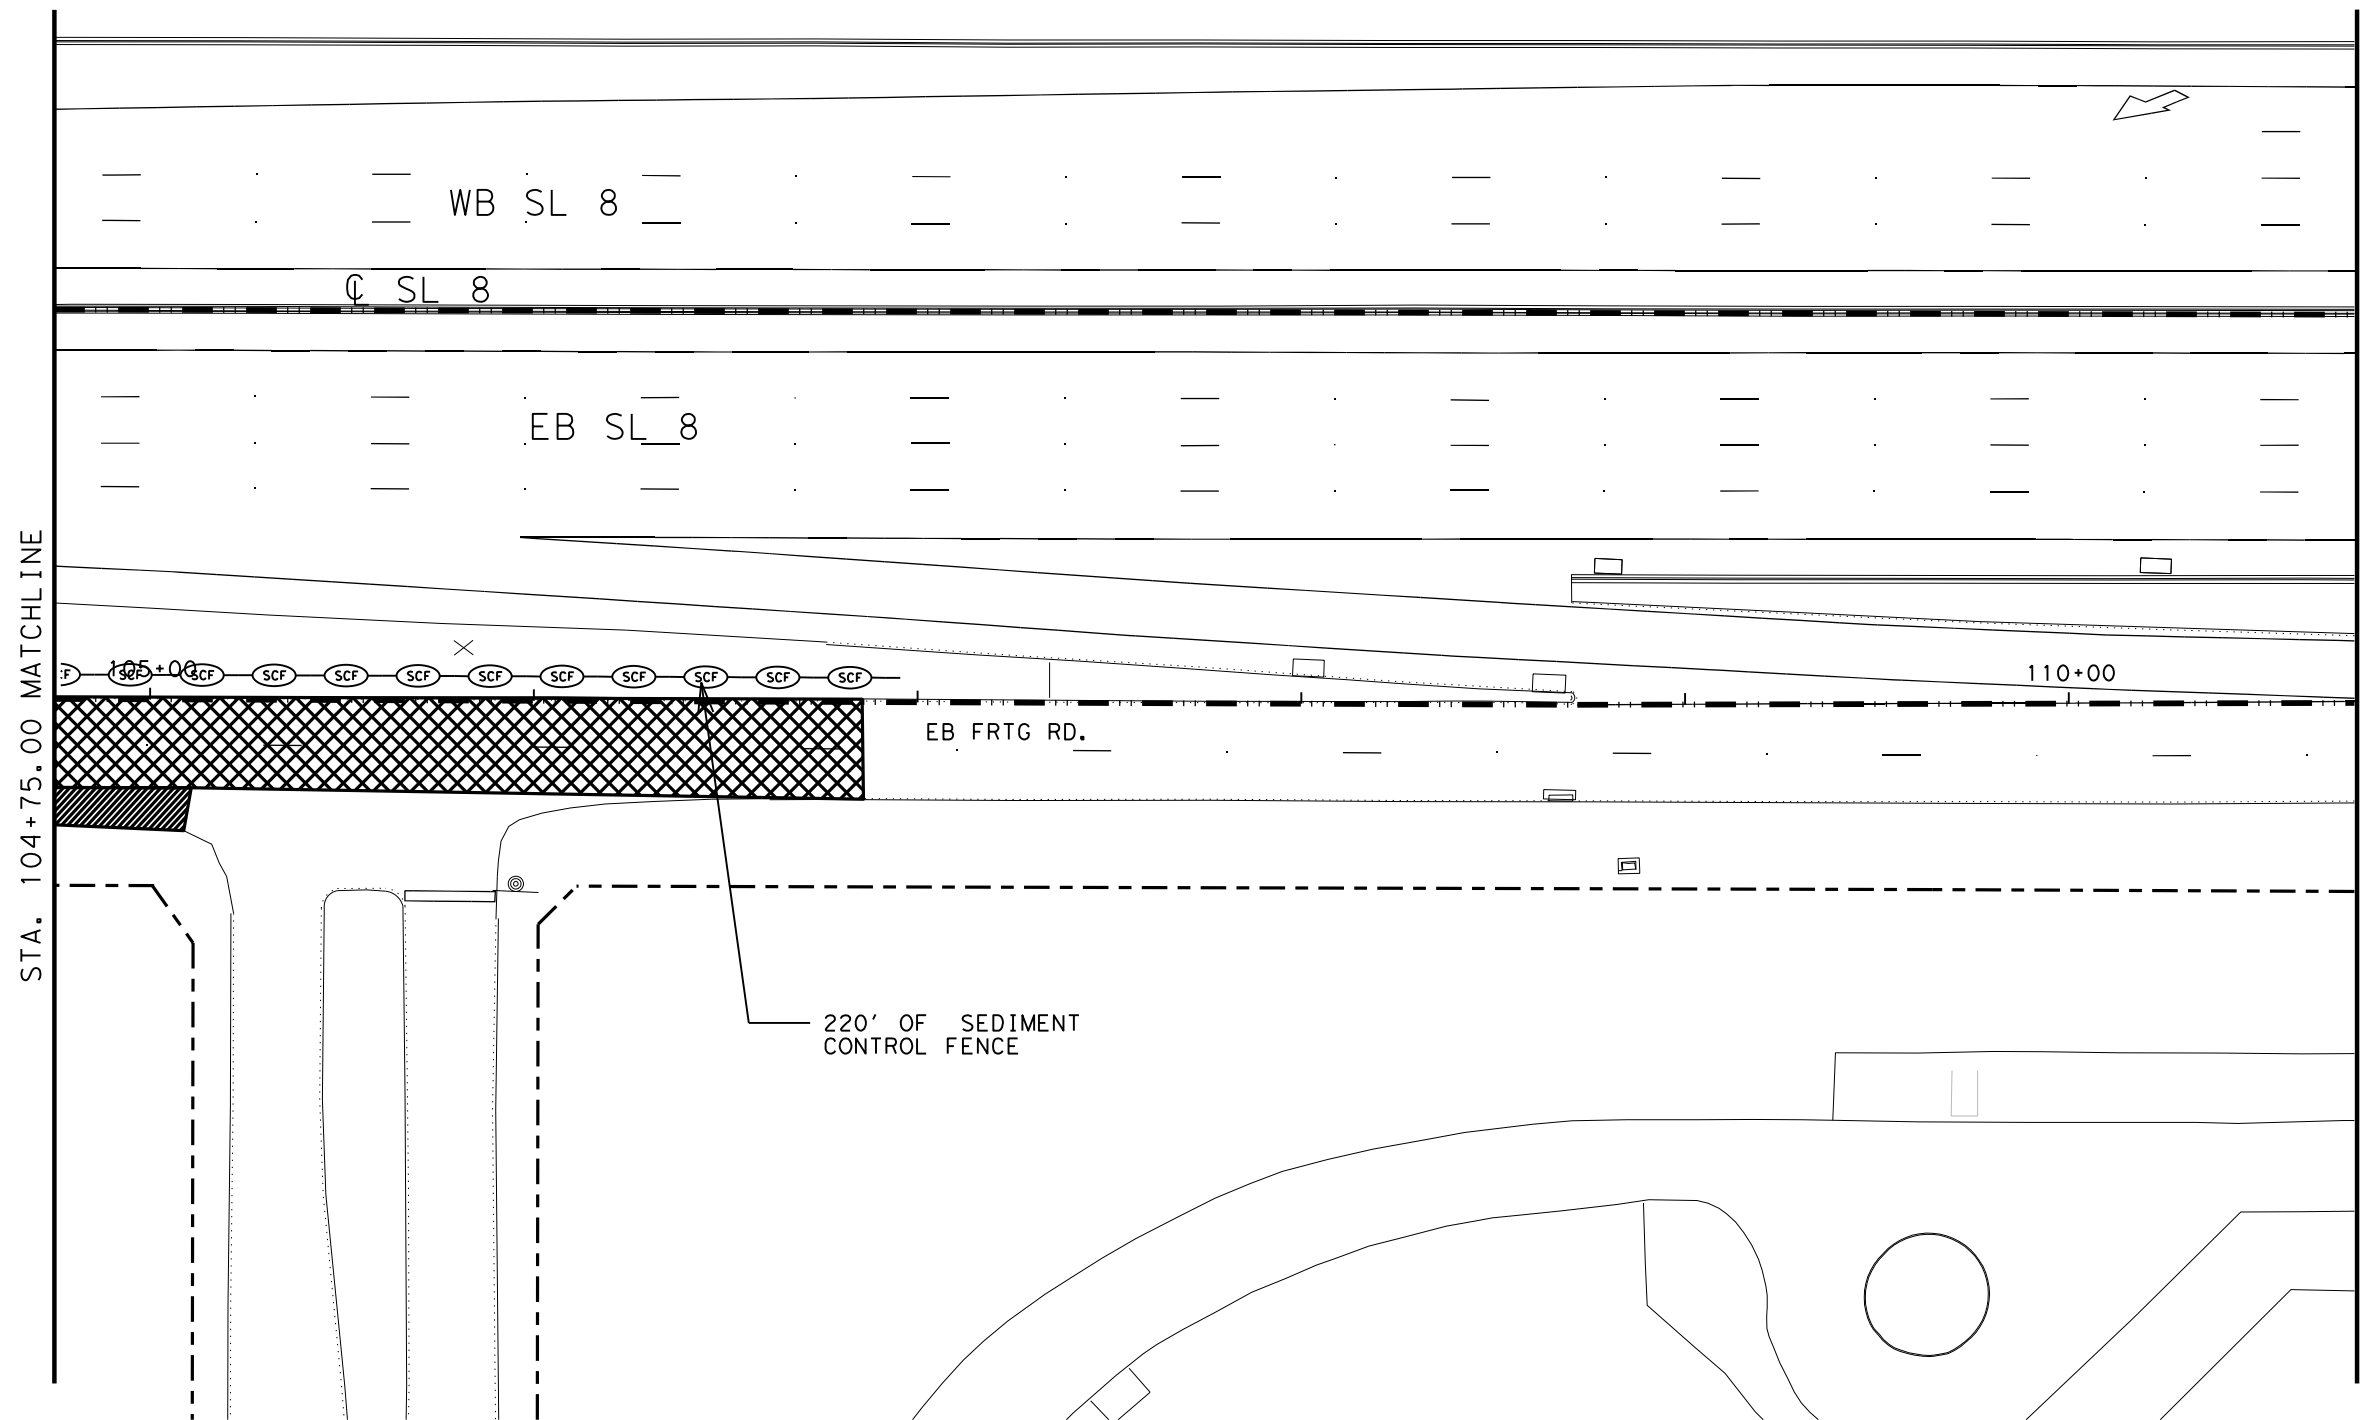 WB SL 8
℄ SL 8
EB SL 8
STA. 104+75.00 MATCHLINE
105+00
110+00
SCF SCF SCF SCF SCF SCF SCF SCF SCF SCF SCF
EB FRTG RD.
220' OF SEDIMENT
CONTROL FENCE